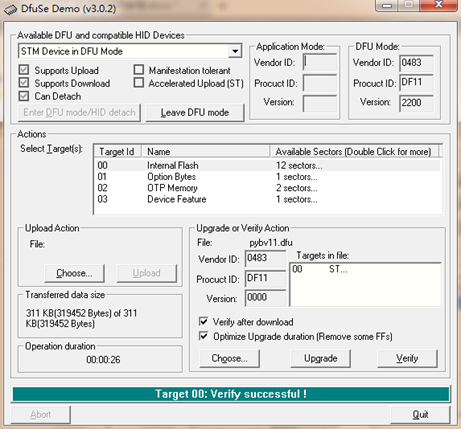 DfuSe Demo (v3.0.2)
Available DFU and compatible HID Devices
STM Device in DFU Mode
Supports Upload
Manifestation tolerant
Supports Download
Accelerated Upload (ST)
Can Detach
Enter DFU mode/HID detach
Leave DFU mode
Application Mode:
Vendor ID:
Procuct ID:
Version:
DFU Mode:
Vendor ID: 0483
Procuct ID: DF11
Version: 2200
Actions
Select Target(s):
Target Id Name Available Sectors (Double Click for more)
00 Internal Flash 12 sectors...
01 Option Bytes 1 sectors...
02 OTP Memory 2 sectors...
03 Device Feature 1 sectors...
Upload Action
File:
Choose...
Upload
Transferred data size
311 KB(319452 Bytes) of 311
KB(319452 Bytes)
Operation duration
00:00:26
Upgrade or Verify Action
File: pybv11.dfu
Vendor ID: 0483
Procuct ID: DF11
Version: 0000
Targets in file:
00 ST...
Verify after download
Optimize Upgrade duration (Remove some FFs)
Choose...
Upgrade
Verify
Target 00: Verify successful !
Abort
Quit